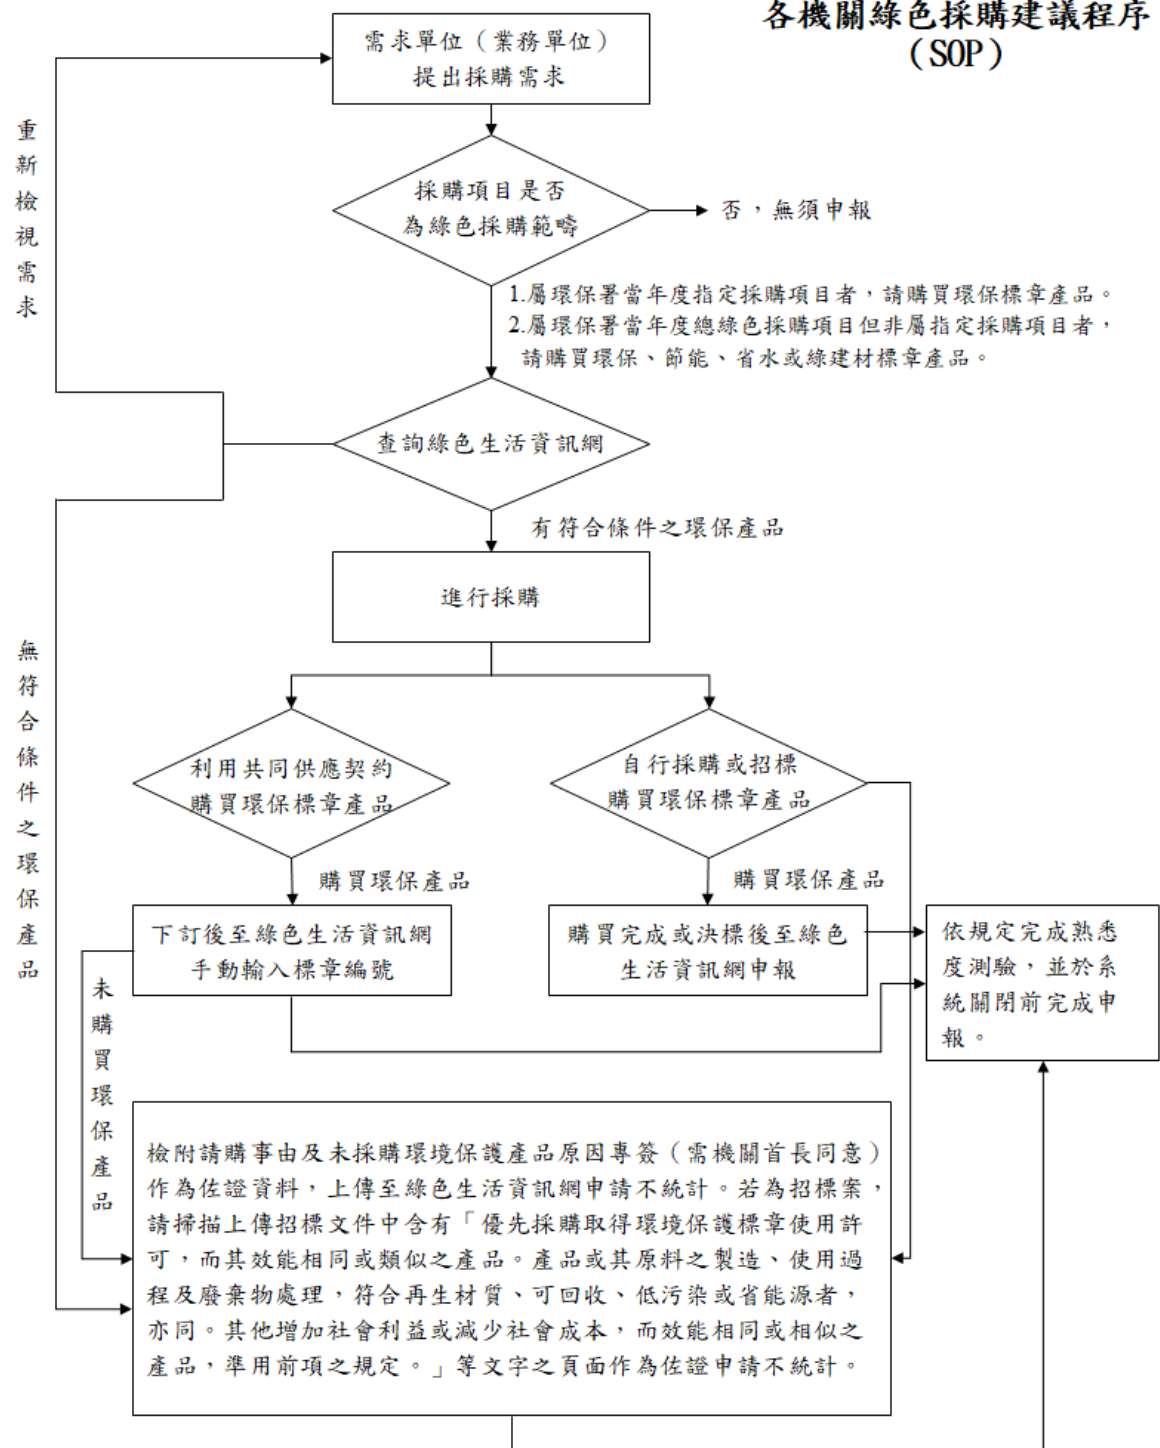 各機關綠色採購建議程序
（SOP）
需求單位（業務單位）
提出採購需求
重新檢視需求
採購項目是否
為綠色採購範疇
否，無須申報
1.屬環保署當年度指定採購項目者，請購買環保標章產品。
2.屬環保署當年度總綠色採購項目但非屬指定採購項目者，
請購買環保、節能、省水或綠建材標章產品。
查詢綠色生活資訊網
有符合條件之環保產品
進行採購
無符合條件之環保產品
利用共同供應契約
購買環保標章產品
自行採購或招標
購買環保標章產品
購買環保產品
購買環保產品
下訂後至綠色生活資訊網
手動輸入標章編號
購買完成或決標後至綠色
生活資訊網申報
依規定完成熟悉
度測驗，並於系
統關閉前完成申
報。
未購買環保產品
檢附請購事由及未採購環境保護產品原因專簽（需機關首長同意）
作為佐證資料，上傳至綠色生活資訊網申請不統計。若為招標案，
請掃描上傳招標文件中含有「優先採購取得環境保護標章使用許
可，而其效能相同或類似之產品。產品或其原料之製造、使用過
程及廢棄物處理，符合再生材質、可回收、低污染或省能源者，
亦同。其他增加社會利益或減少社會成本，而效能相同或相似之
產品，準用前項之規定。」等文字之頁面作為佐證申請不統計。